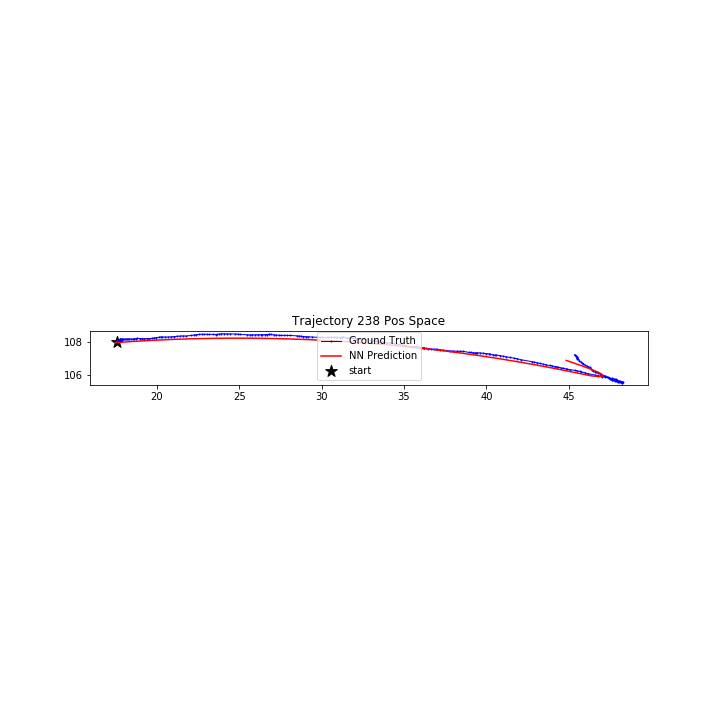 Trajectory 238 Pos Space
108
106
Ground Truth
NN Prediction
start
20 25 30 35 40 45